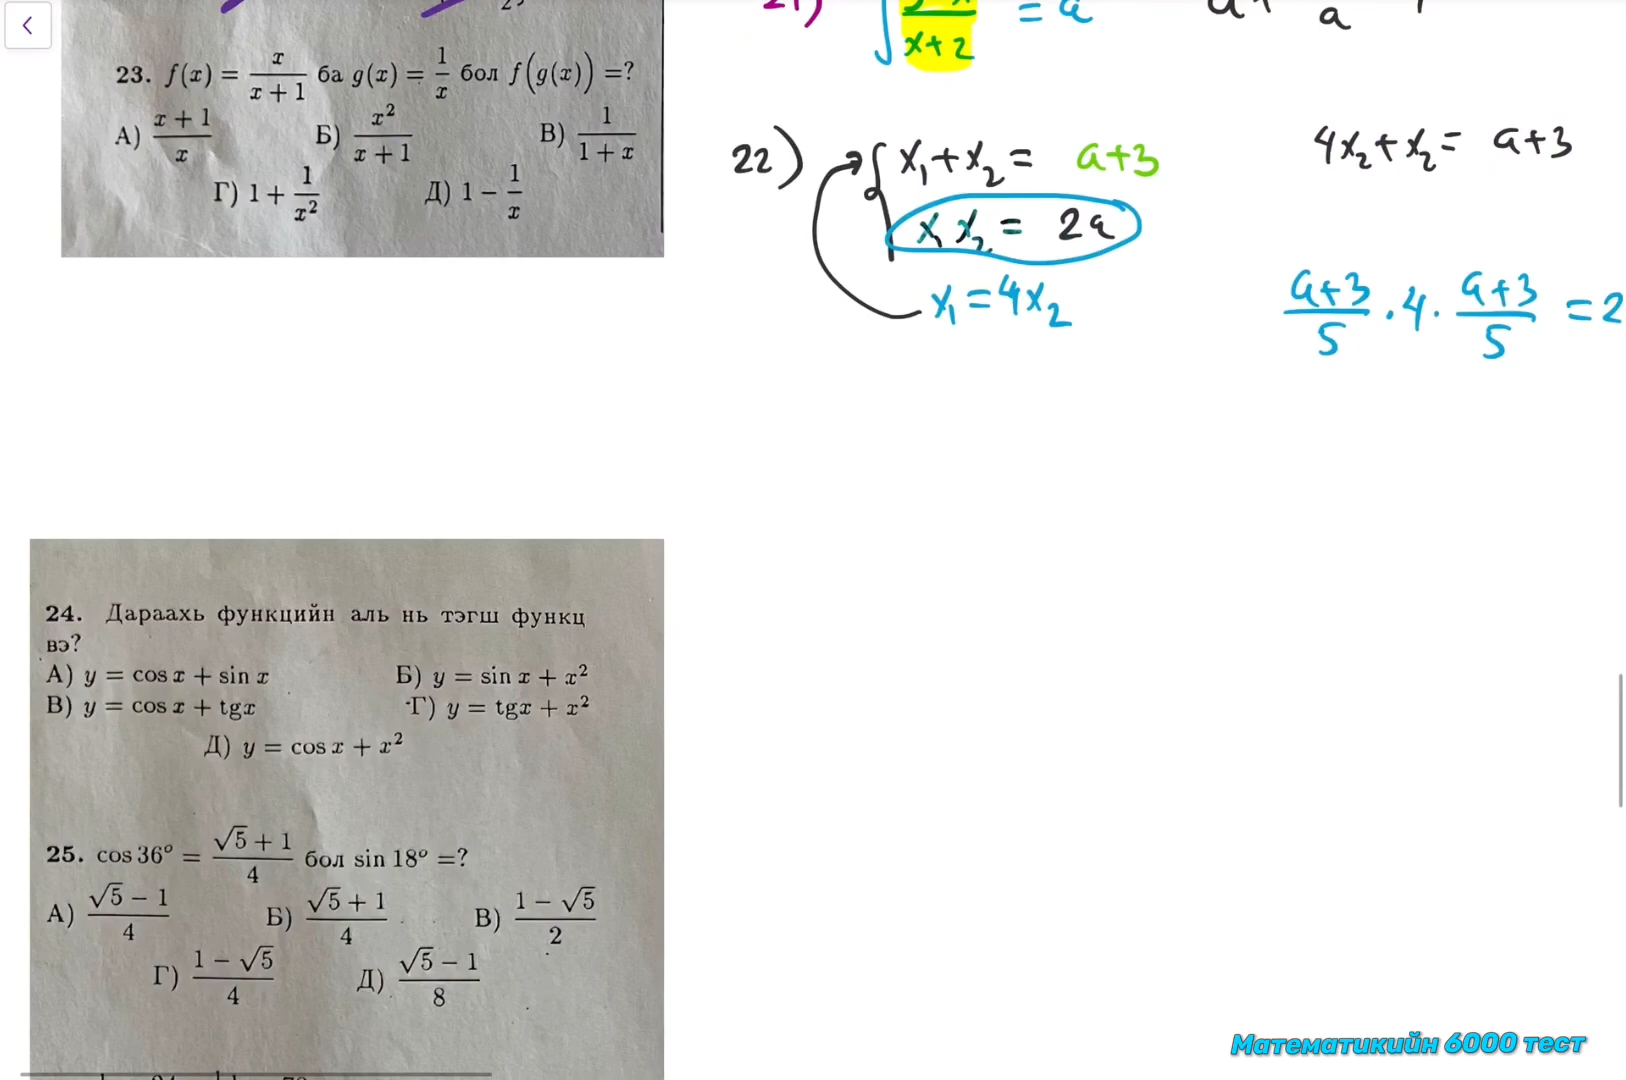 23. f(x) = x/(x + 1) ба g(x) = 1/x бол f(g(x)) =?
А) (x + 1)/x Б) x²/(x + 1) В) 1/(1 + x)
Г) 1 + 1/x² Д) 1 − 1/x
21) x+2 = a
22) x₁+x₂ = a+3
x₁x₂ = 2a
x₁=4x₂
4x₂+x₂= a+3
(a+3)/5 · 4 · (a+3)/5 = 2
24. Дараахь функцийн аль нь тэгш функц
вэ?
А) y = cos x + sin x Б) y = sin x + x²
В) y = cos x + tgx Г) y = tgx + x²
Д) y = cos x + x²
25. cos 36° = (√5 + 1)/4 бол sin 18° =?
А) (√5 − 1)/4 Б) (√5 + 1)/4 В) (1 − √5)/2
Г) (1 − √5)/4 Д) (√5 − 1)/8
Математикийн 6000 тест